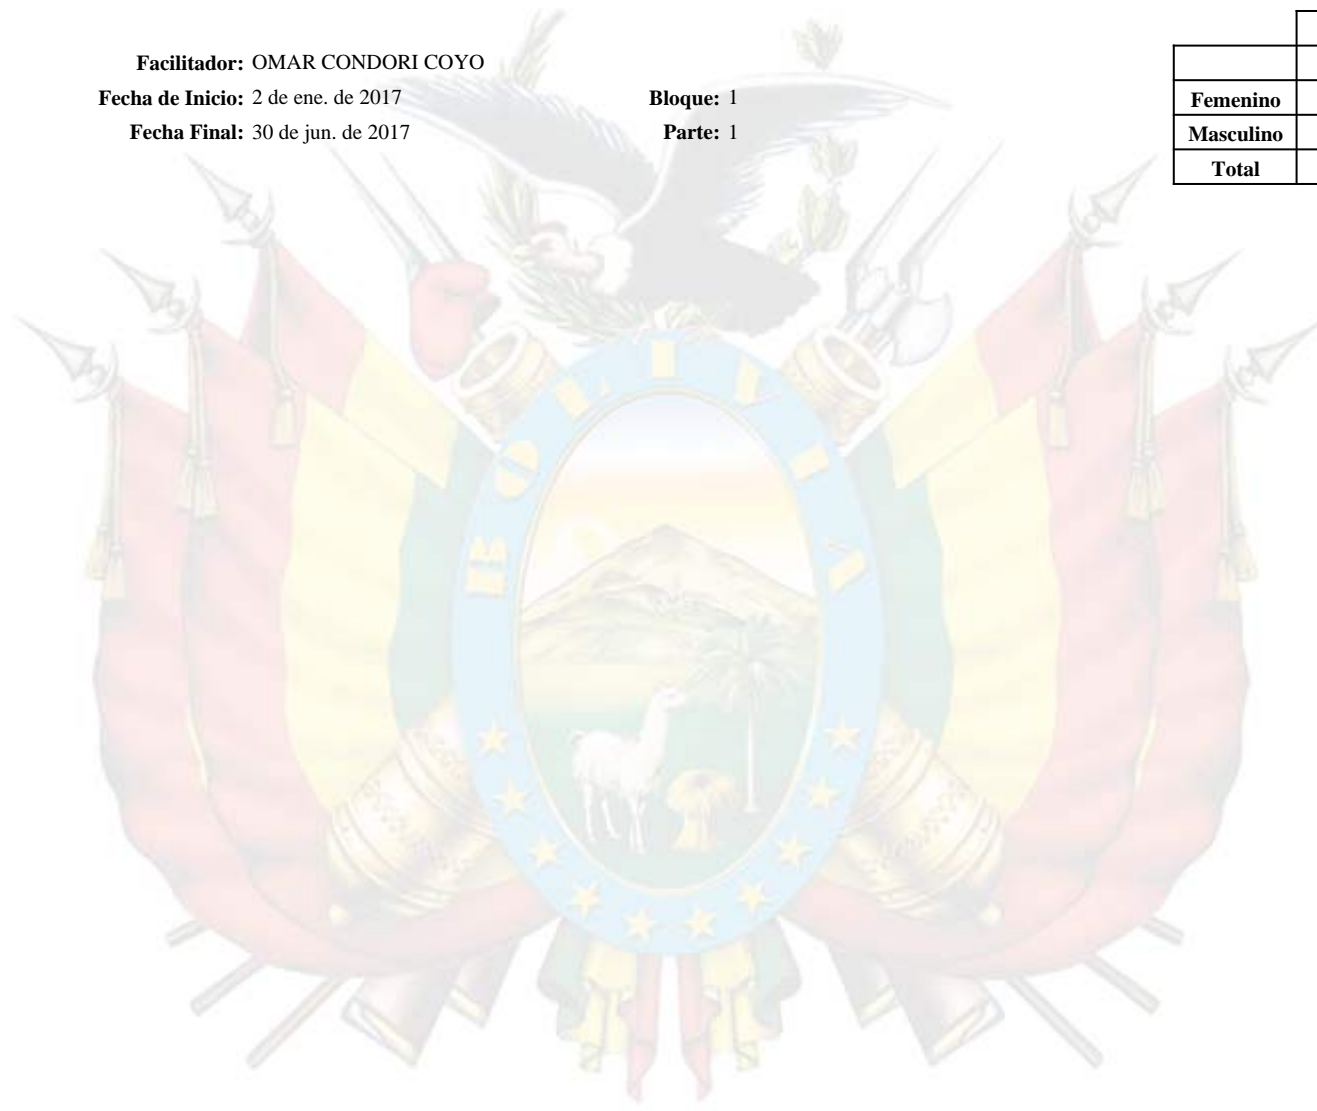 Facilitador: OMAR CONDORI COYO
Fecha de Inicio: 2 de ene. de 2017 Bloque: 1
Fecha Final: 30 de jun. de 2017 Parte: 1
Femenino
Masculino
Total
BOLIVIA